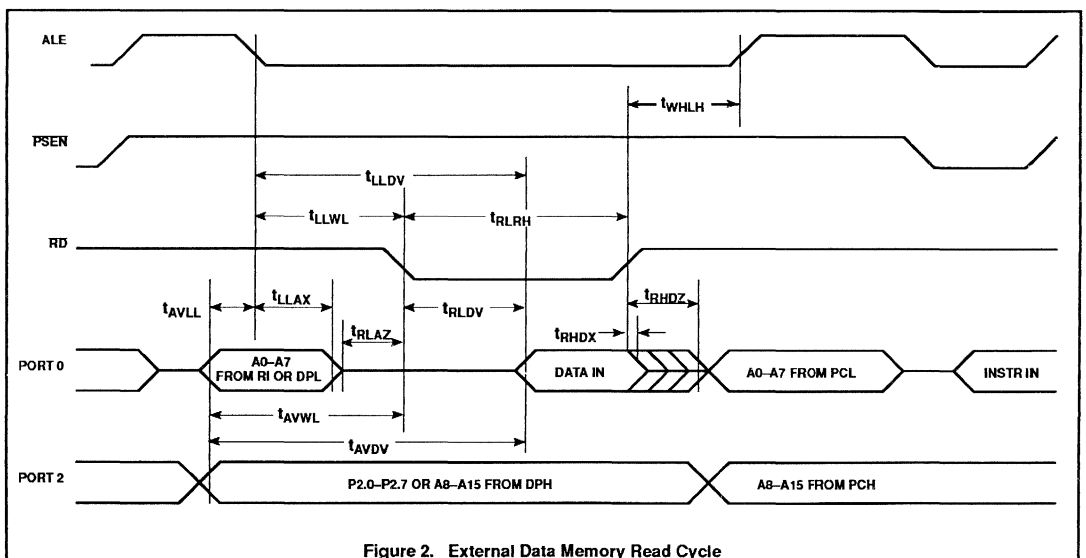 ALE
tWHLH
PSEN
tLLDV
tLLWL
tRLRH
RD
tAVLL
tLLAX
tRLDV
tRHDZ
tRLAZ
tRHDX
PORT 0
A0–A7
FROM RI OR DPL
DATA IN
A0–A7 FROM PCL
INSTR IN
tAVWL
tAVDV
PORT 2
P2.0–P2.7 OR A8–A15 FROM DPH
A8–A15 FROM PCH
Figure 2. External Data Memory Read Cycle